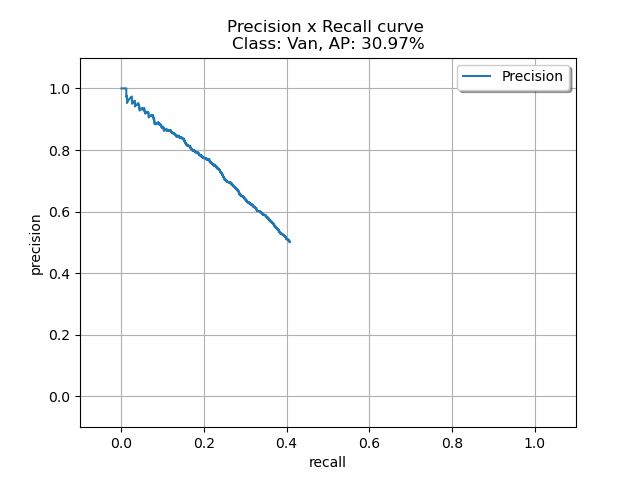 Precision x Recall curve
Class: Van, AP: 30.97%
Precision
1.0
0.8
0.6
0.4
0.2
0.0
precision
0.0 0.2 0.4 0.6 0.8 1.0
recall